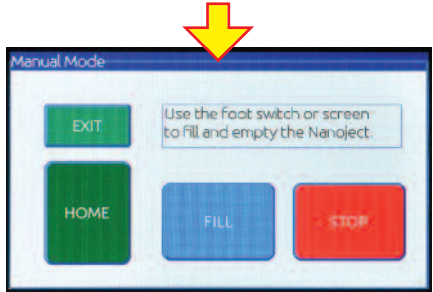 Manual Mode
EXIT
Use the foot switch or screen
to fill and empty the Nanoject.
HOME
FILL
STOP